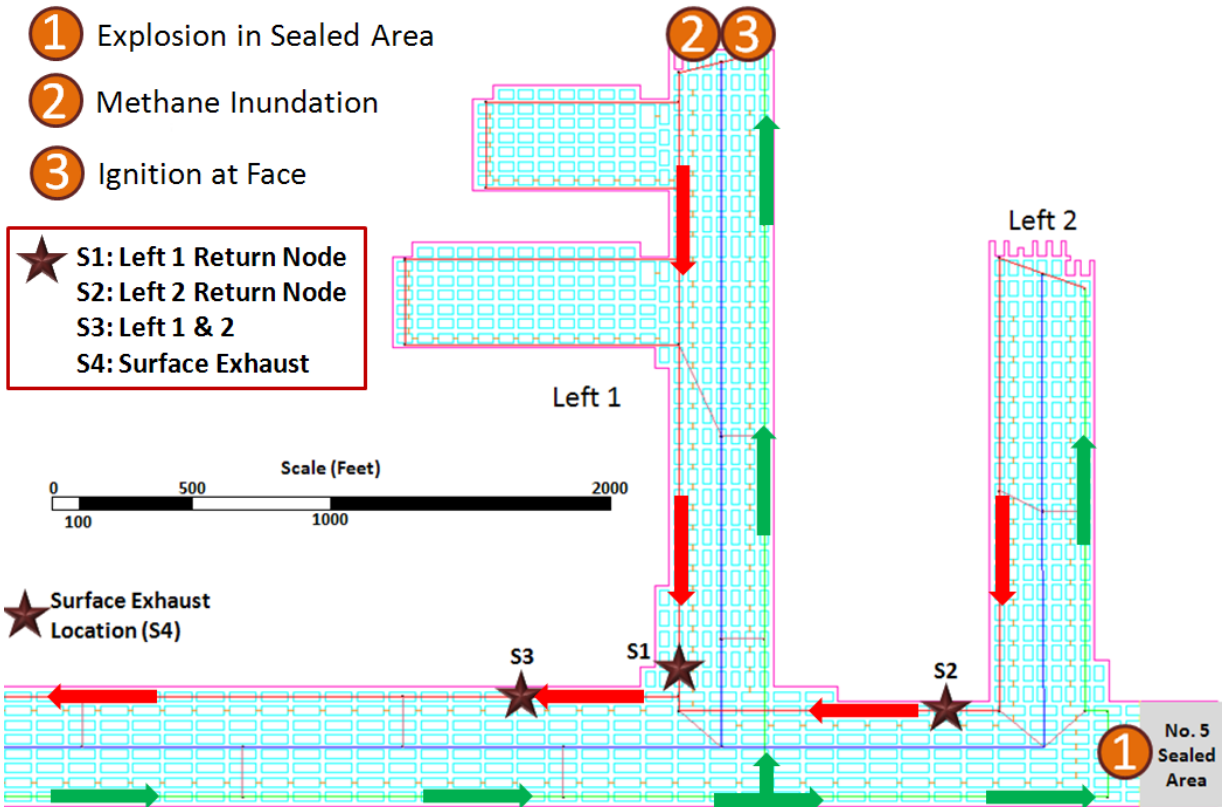 1 Explosion in Sealed Area
2 Methane Inundation
3 Ignition at Face
S1: Left 1 Return Node
S2: Left 2 Return Node
S3: Left 1 & 2
S4: Surface Exhaust
2 3
Left 2
Left 1
Scale (Feet)
0 500 2000
100 1000
Surface Exhaust
Location (S4)
S3
S1
S2
1
No. 5
Sealed
Area